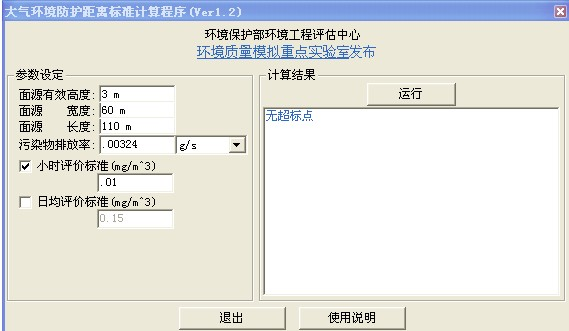 大气环境防护距离标准计算程序(Ver1.2)
环境保护部环境工程评估中心
环境质量模拟重点实验室发布
参数设定
面源有效高度: 3 m
面源 宽度: 60 m
面源 长度: 110 m
污染物排放率: .00324 g/s
小时评价标准(mg/m^3)
.01
日均评价标准(mg/m^3)
0.15
计算结果
运行
无超标点
退出
使用说明